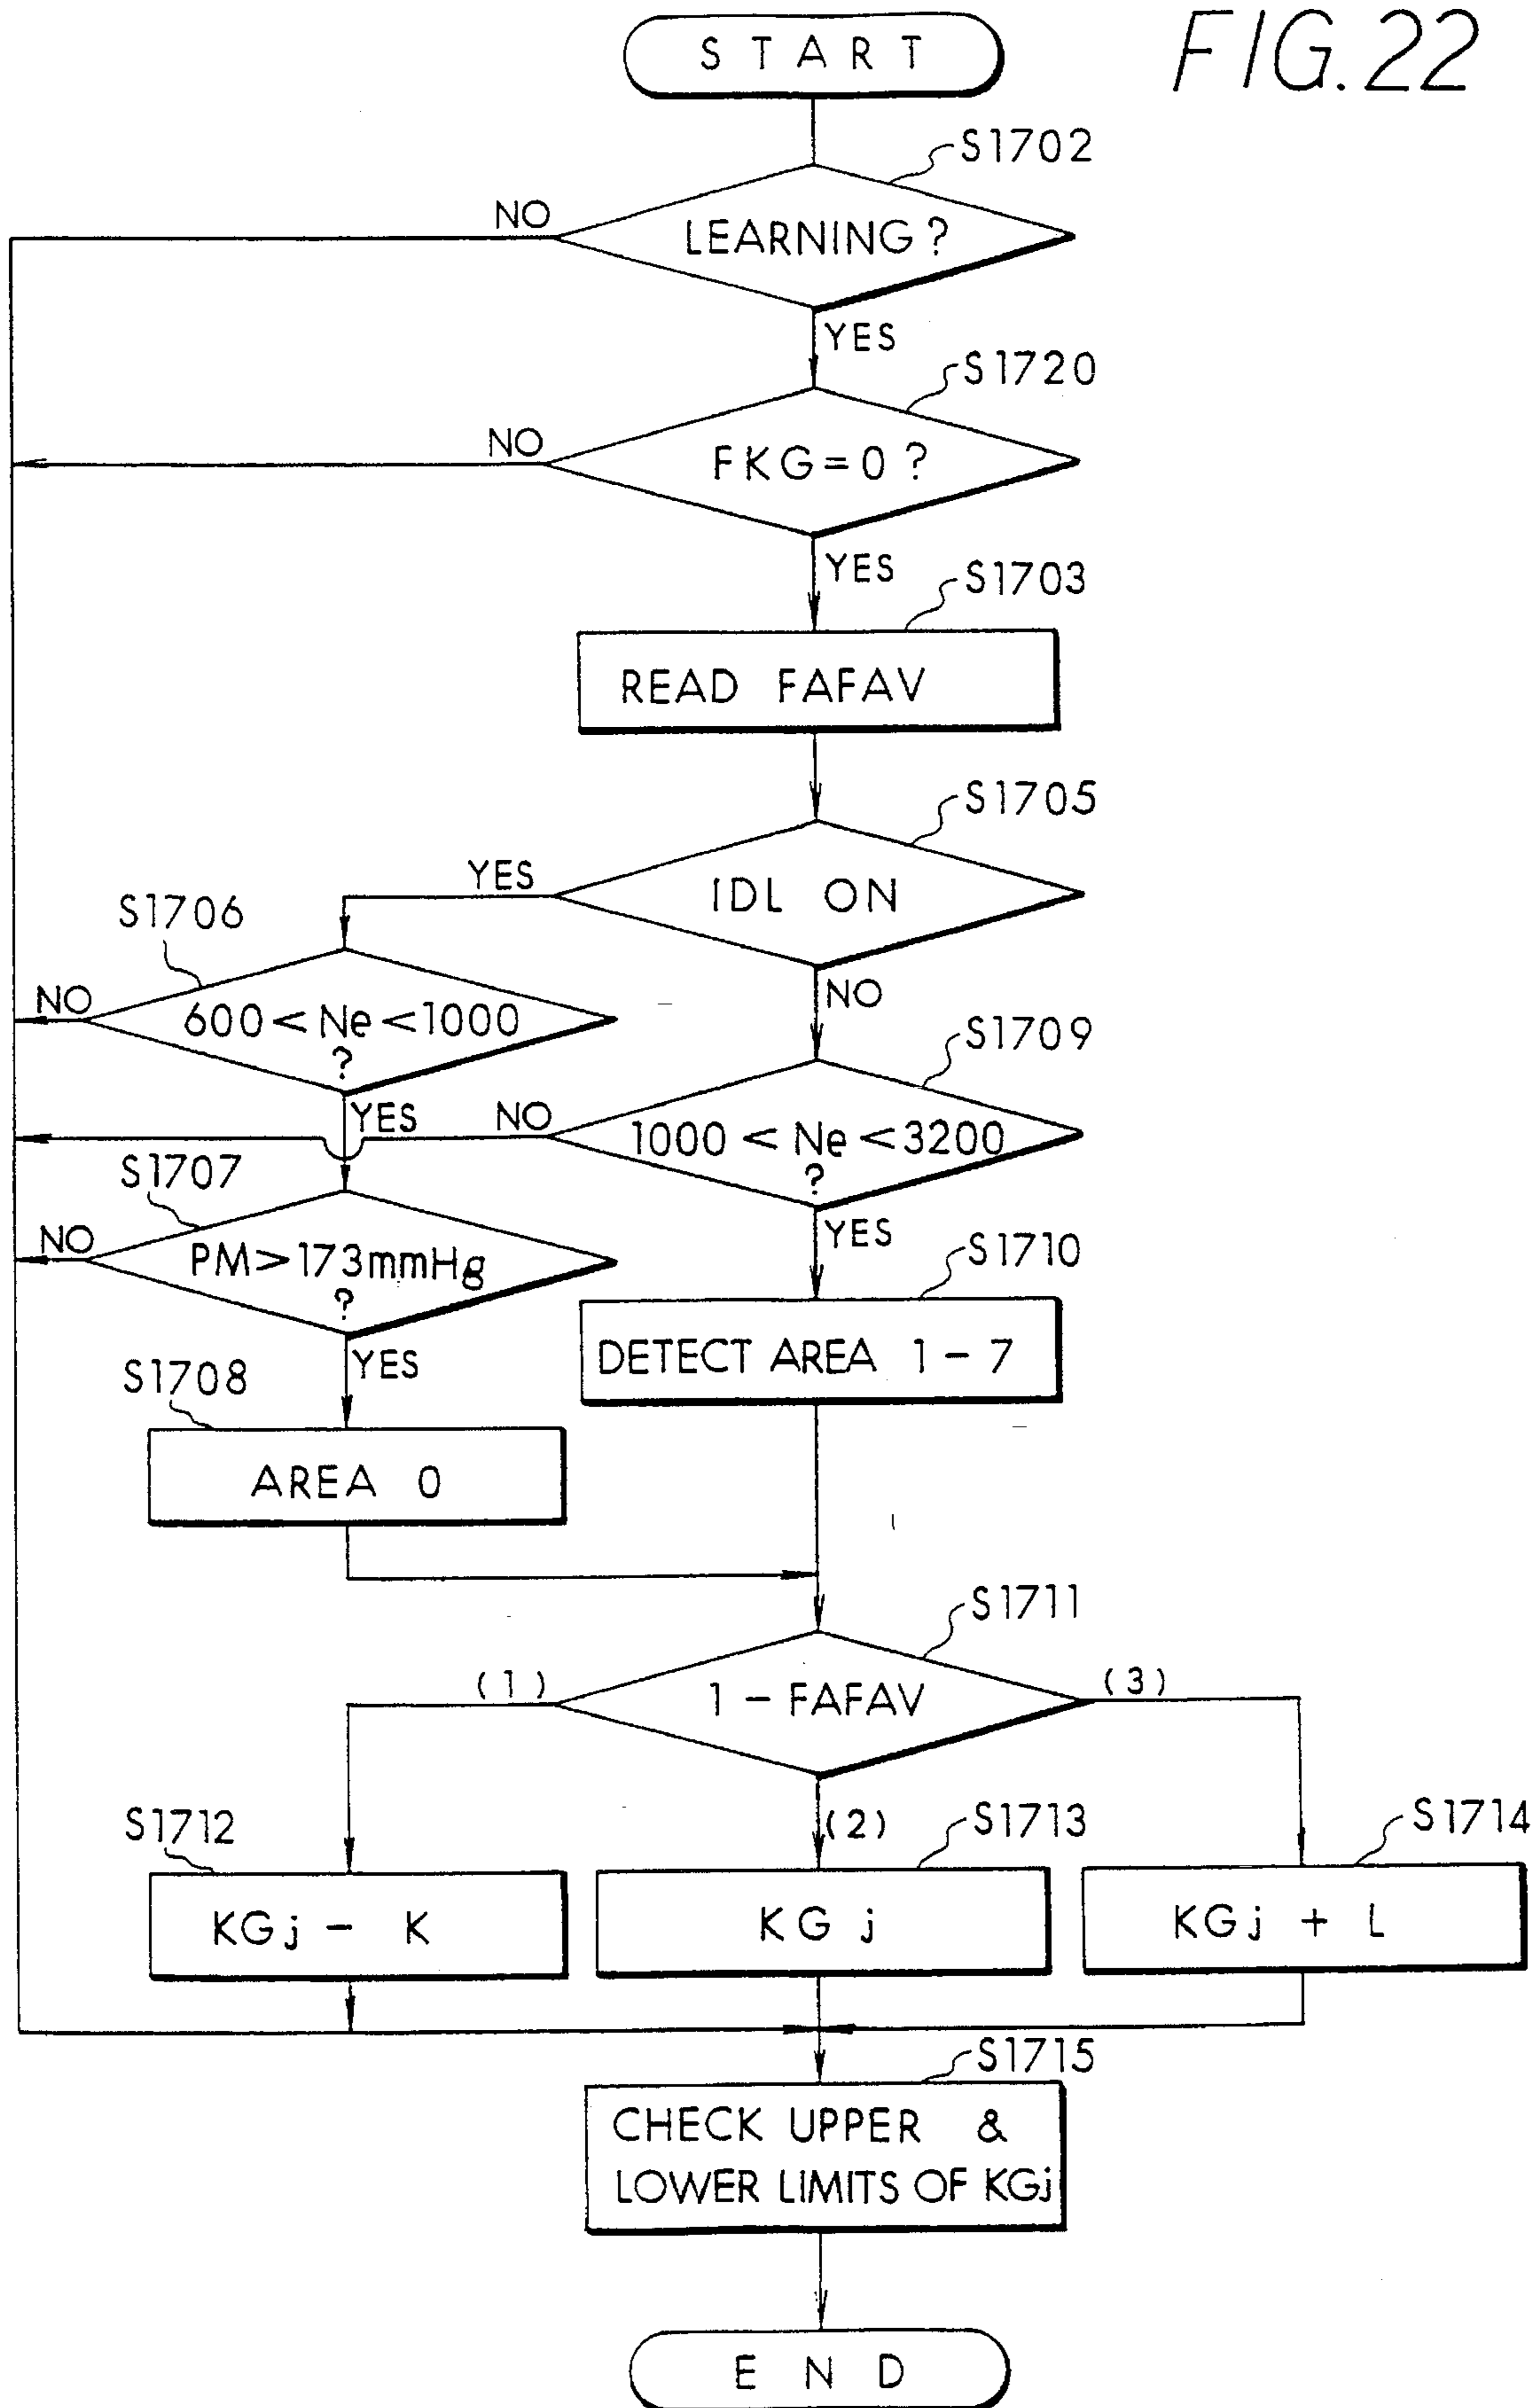 START
FIG.22
S1702
NO
LEARNING?
YES
S1720
NO
FKG=0?
YES
S1703
READ FAFAV
S1705
YES
IDL ON
S1706
NO
NO
600<Ne<1000
?
S1709
YES
NO
1000<Ne<3200
?
S1707
YES
NO
PM>173mmHg
?
S1710
DETECT AREA 1-7
YES
S1708
AREA 0
S1711
(1)
1-FAFAV
(3)
S1712
(2)
S1713
S1714
KGj - K
KGj
KGj + L
S1715
CHECK UPPER &
LOWER LIMITS OF KGj
END